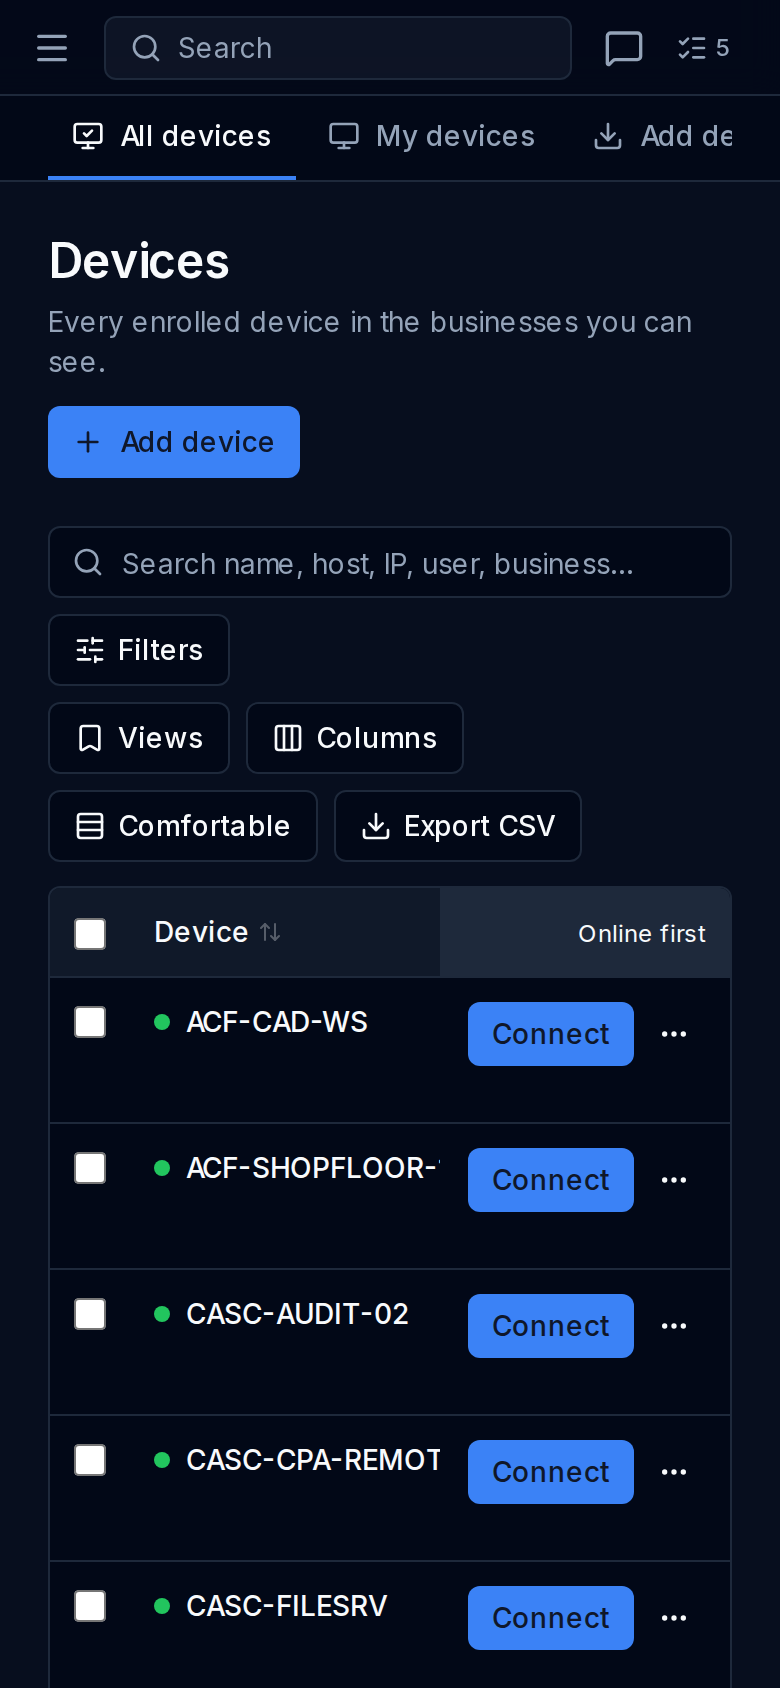 Search
5
All devices
My devices
Add de
Devices
Every enrolled device in the businesses you can
see.
Add device
Search name, host, IP, user, business...
Filters
Views
Columns
Comfortable
Export CSV
Device
Online first
ACF-CAD-WS
Connect
ACF-SHOPFLOOR-
Connect
CASC-AUDIT-02
Connect
CASC-CPA-REMOT
Connect
CASC-FILESRV
Connect